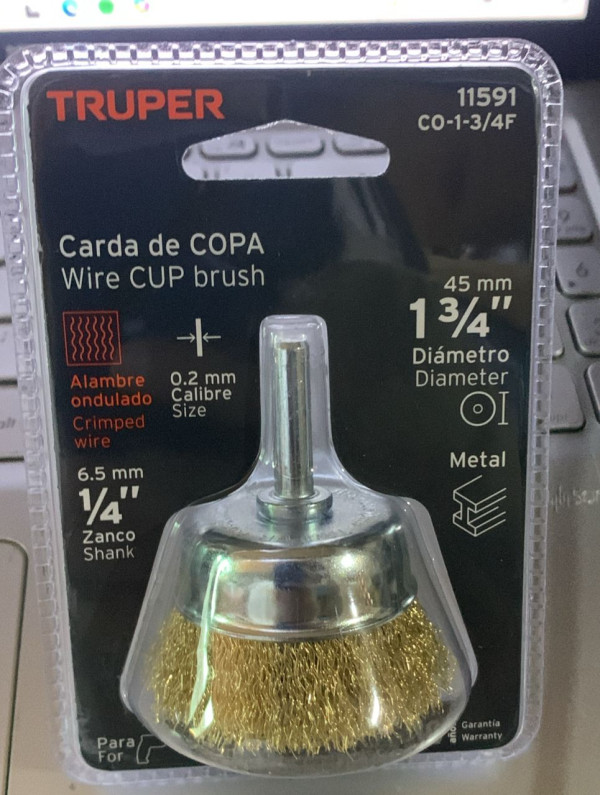 TRUPER
11591
CO-1-3/4F
Carda de COPA
Wire CUP brush
45 mm
1 3/4"
Diámetro
Diameter
Alambre
ondulado
Crimped
wire
0.2 mm
Calibre
Size
Metal
6.5 mm
1/4"
Zanco
Shank
Para
For
Garantía
Warranty